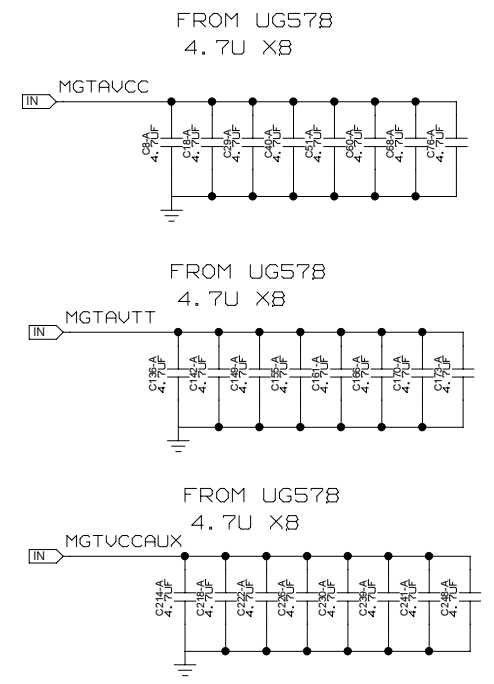 FROM UG578
4.7U X8
IN MGTAVCC
C8-A 4.7UF
C18-A 4.7UF
C29-A 4.7UF
C40-A 4.7UF
C51-A 4.7UF
C60-A 4.7UF
C68-A 4.7UF
C76-A 4.7UF
FROM UG578
4.7U X8
IN MGTAVTT
C136-A 4.7UF
C142-A 4.7UF
C149-A 4.7UF
C155-A 4.7UF
C161-A 4.7UF
C166-A 4.7UF
C170-A 4.7UF
C173-A 4.7UF
FROM UG578
4.7U X8
IN MGTVCCAUX
C214-A 4.7UF
C218-A 4.7UF
C222-A 4.7UF
C226-A 4.7UF
C230-A 4.7UF
C239-A 4.7UF
C241-A 4.7UF
C248-A 4.7UF